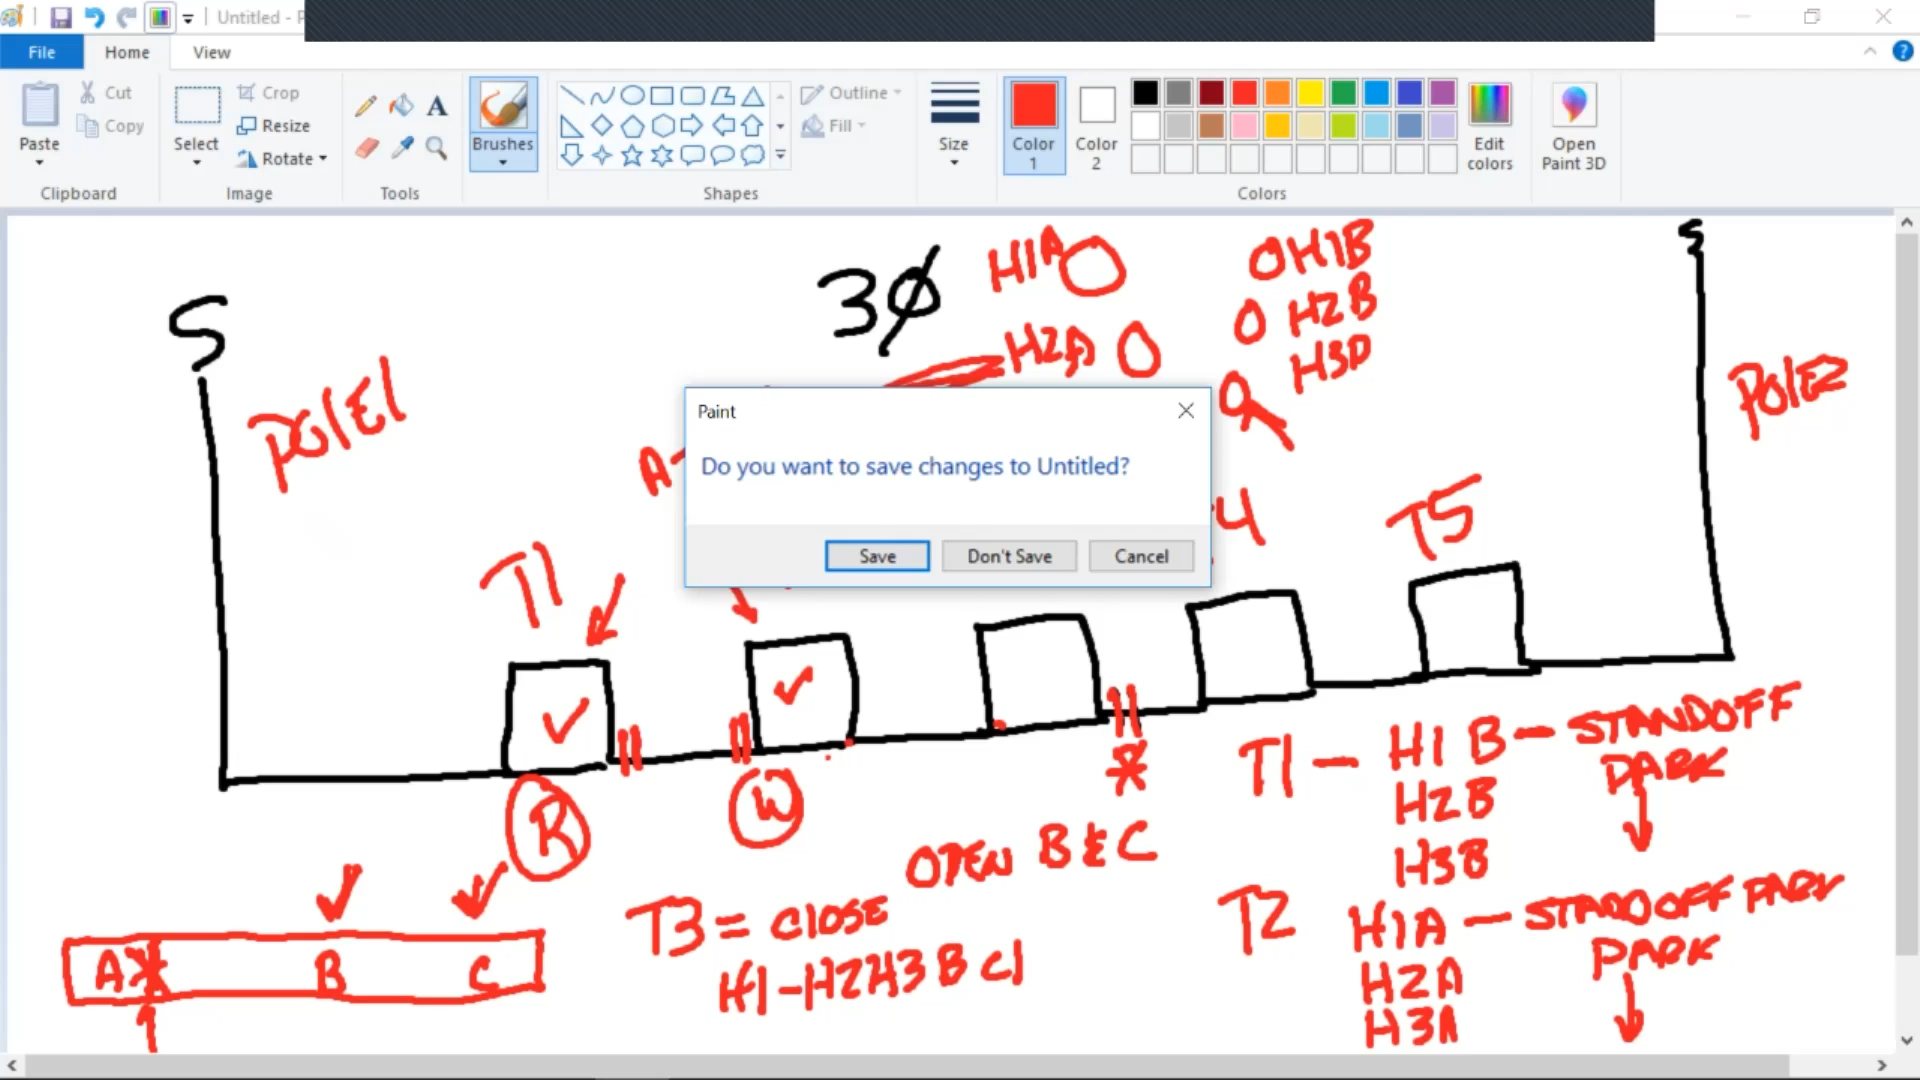 Untitled - P
File
Home
View
Paste
Cut
Copy
Clipboard
Select
Crop
Resize
Rotate
Image
A
Tools
Brushes
Shapes
Outline
Fill
Size
Color 1
Color 2
Colors
Edit colors
Open Paint 3D
S
POLE1
3Ø
H1A
H2A
H1B
H2B
POLE2
A-
Paint
Do you want to save changes to Untitled?
Save
Don't Save
Cancel
4
T5
T1
R
W
A
B
C
OPEN B & C
T3 = CLOSE
H1-H2H3 B
T1 - H1 B - STANDOFF
PARK
H2B
H3B
T2
H1A - STANDOFF PARK
PARK
H2A
H3A